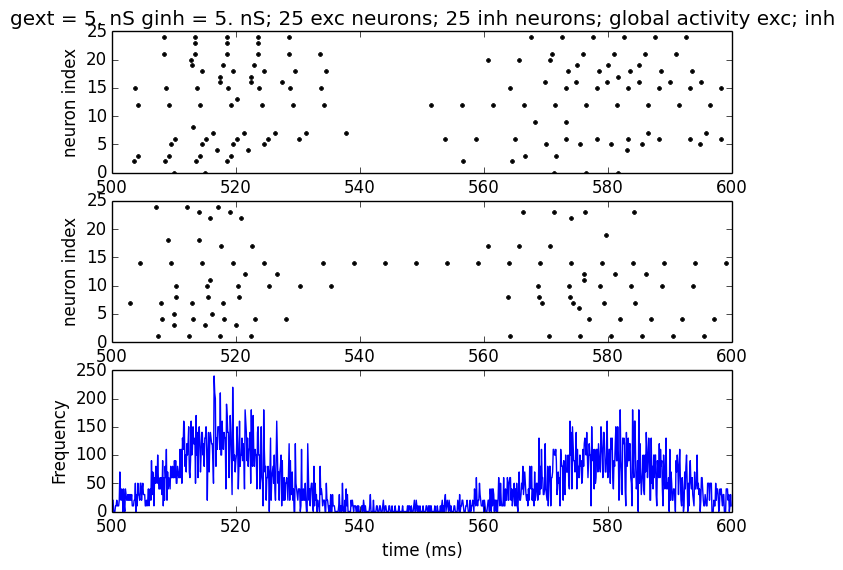 gext = 5. nS ginh = 5. nS; 25 exc neurons; 25 inh neurons; global activity exc; inh
25
20
15
10
5
0
neuron index
500 520 540 560 580 600
25
20
15
10
5
0
neuron index
500 520 540 560 580 600
250
200
150
100
50
0
Frequency
500 520 540 560 580 600
time (ms)